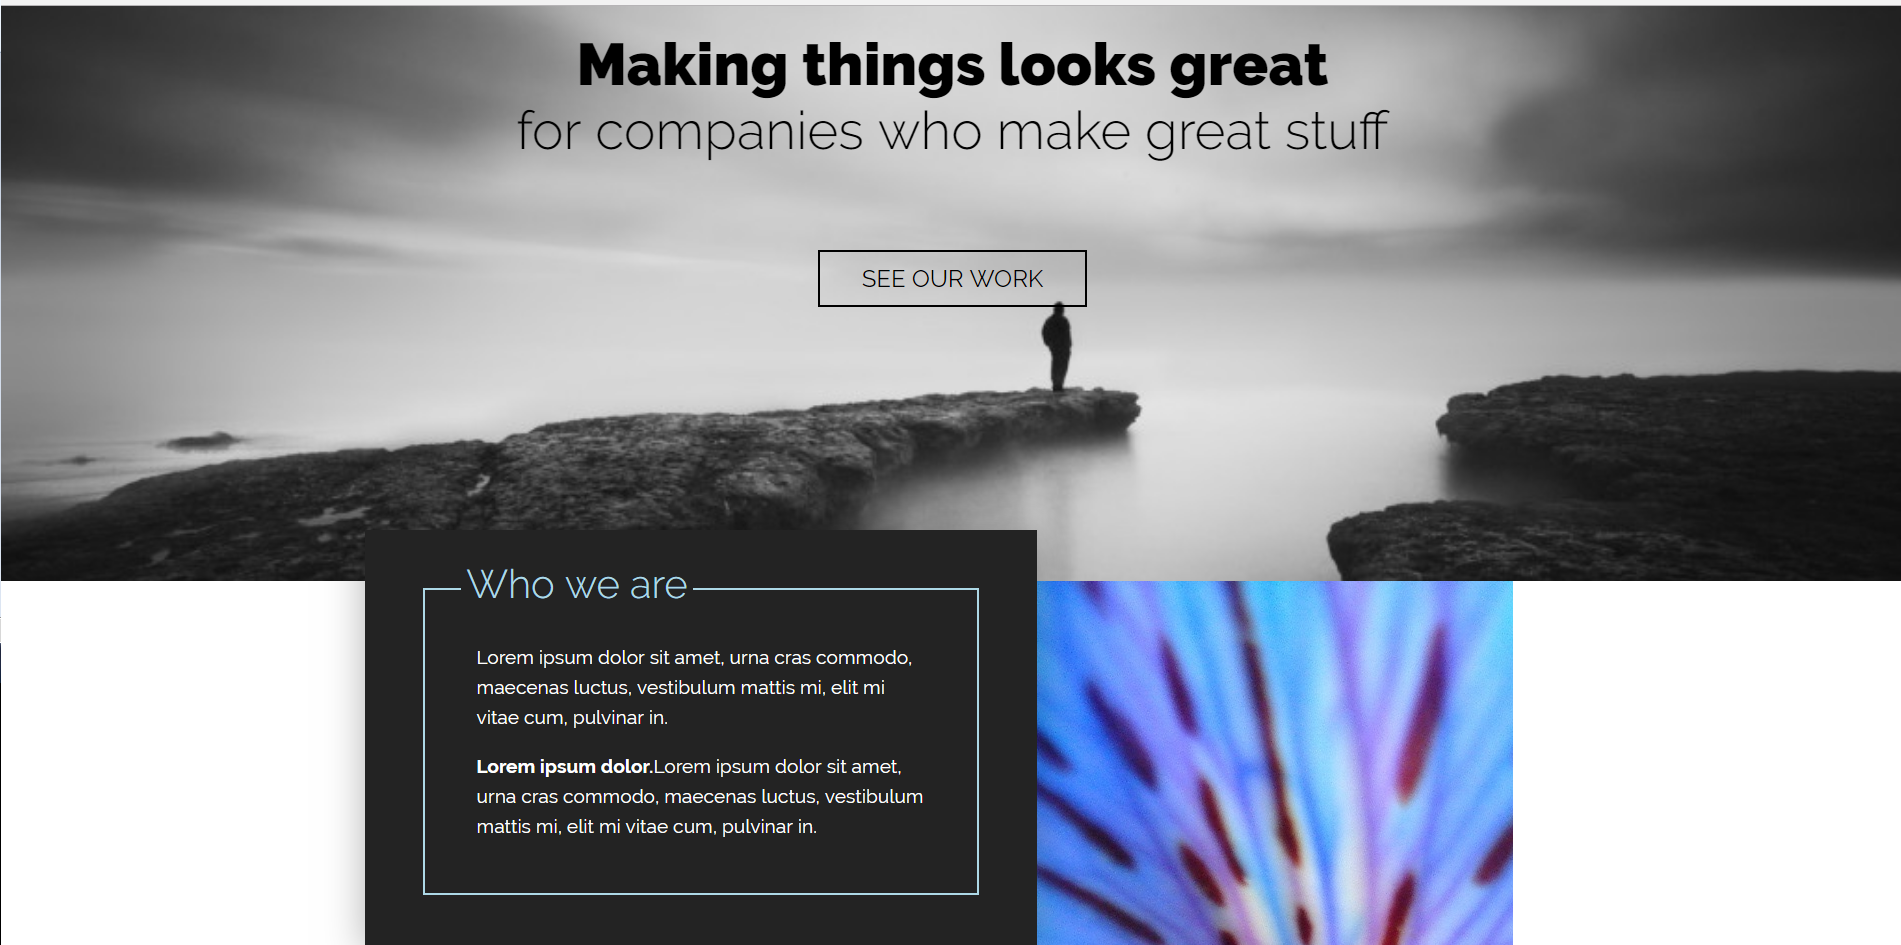 Making things looks great
for companies who make great stuff
SEE OUR WORK
Who we are
Lorem ipsum dolor sit amet, urna cras commodo,
maecenas luctus, vestibulum mattis mi, elit mi
vitae cum, pulvinar in.
Lorem ipsum dolor.Lorem ipsum dolor sit amet,
urna cras commodo, maecenas luctus, vestibulum
mattis mi, elit mi vitae cum, pulvinar in.